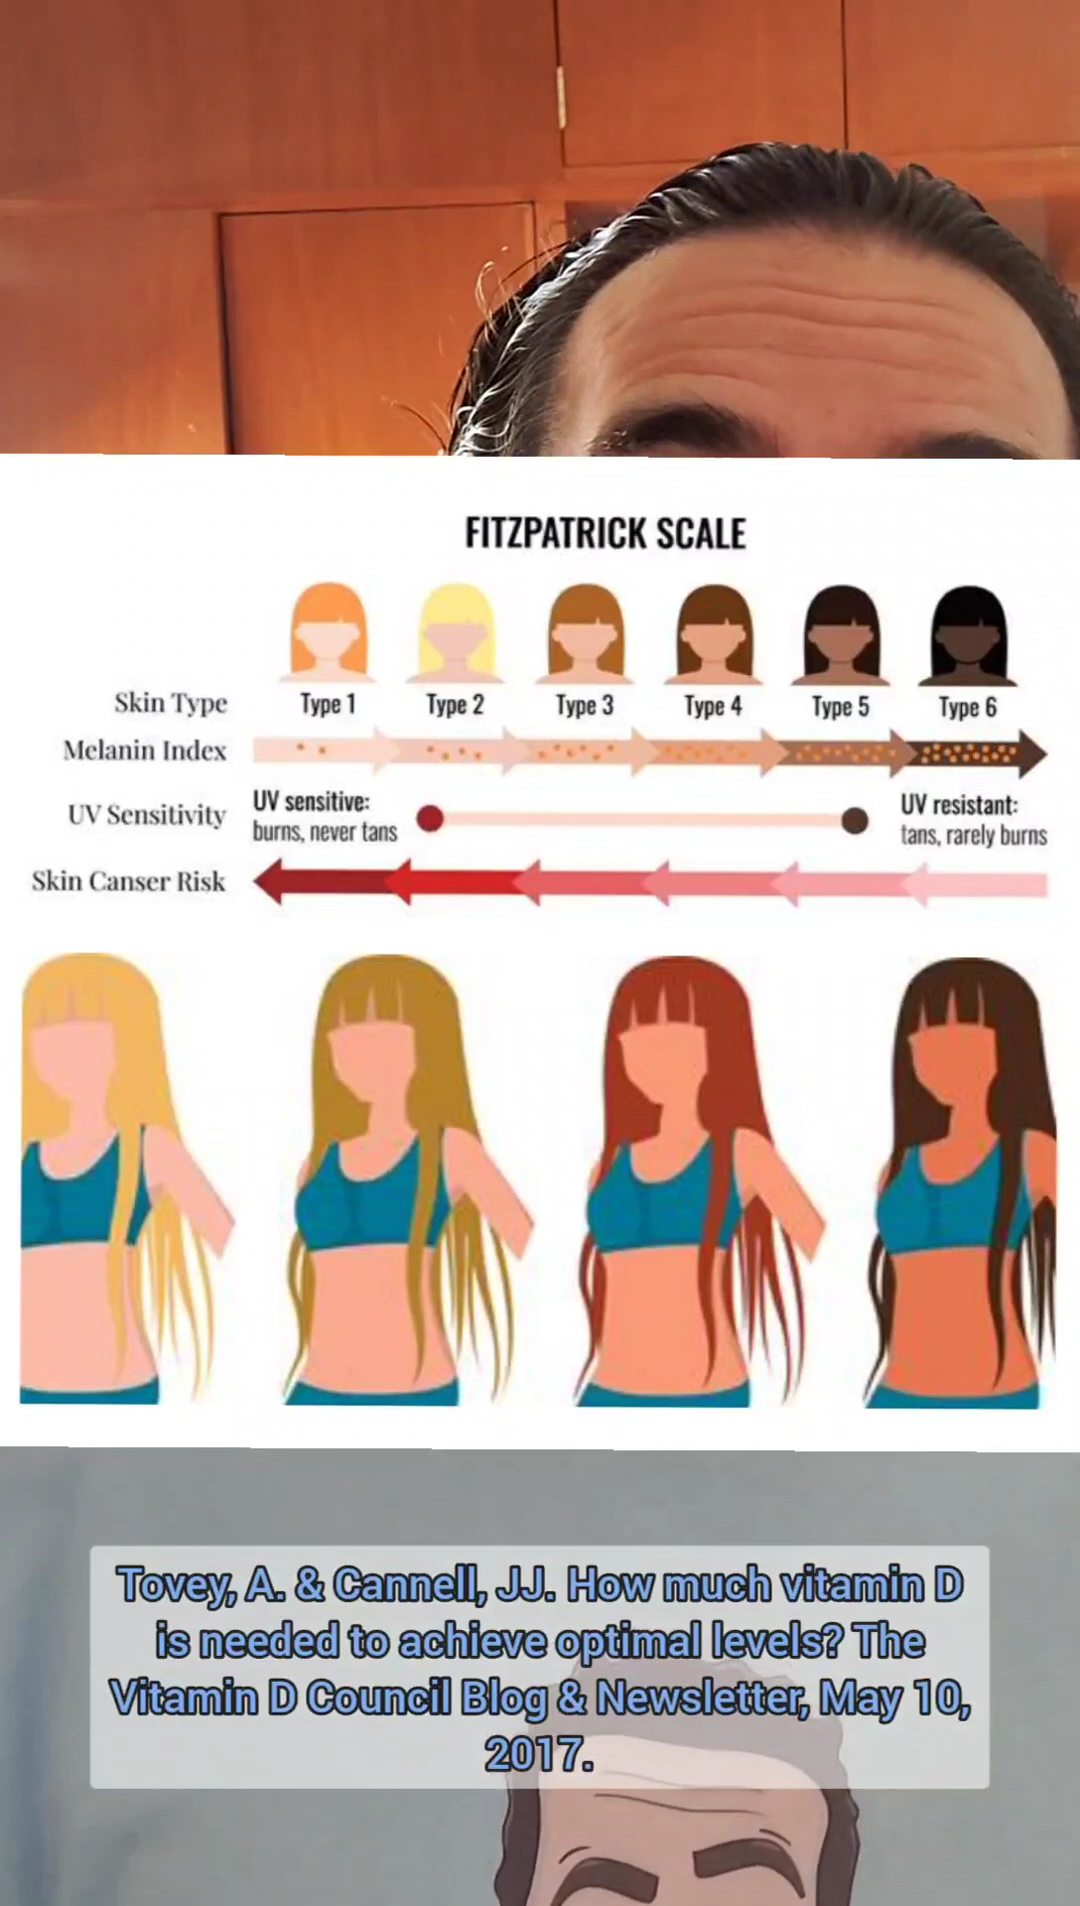 FITZPATRICK SCALE
Skin Type
Type 1
Type 2
Type 3
Type 4
Type 5
Type 6
Melanin Index
UV Sensitivity
UV sensitive:
burns, never tans
UV resistant:
tans, rarely burns
Skin Canser Risk
Tovey, A. & Cannell, JJ. How much vitamin D
is needed to achieve optimal levels? The
Vitamin D Council Blog & Newsletter, May 10,
2017.